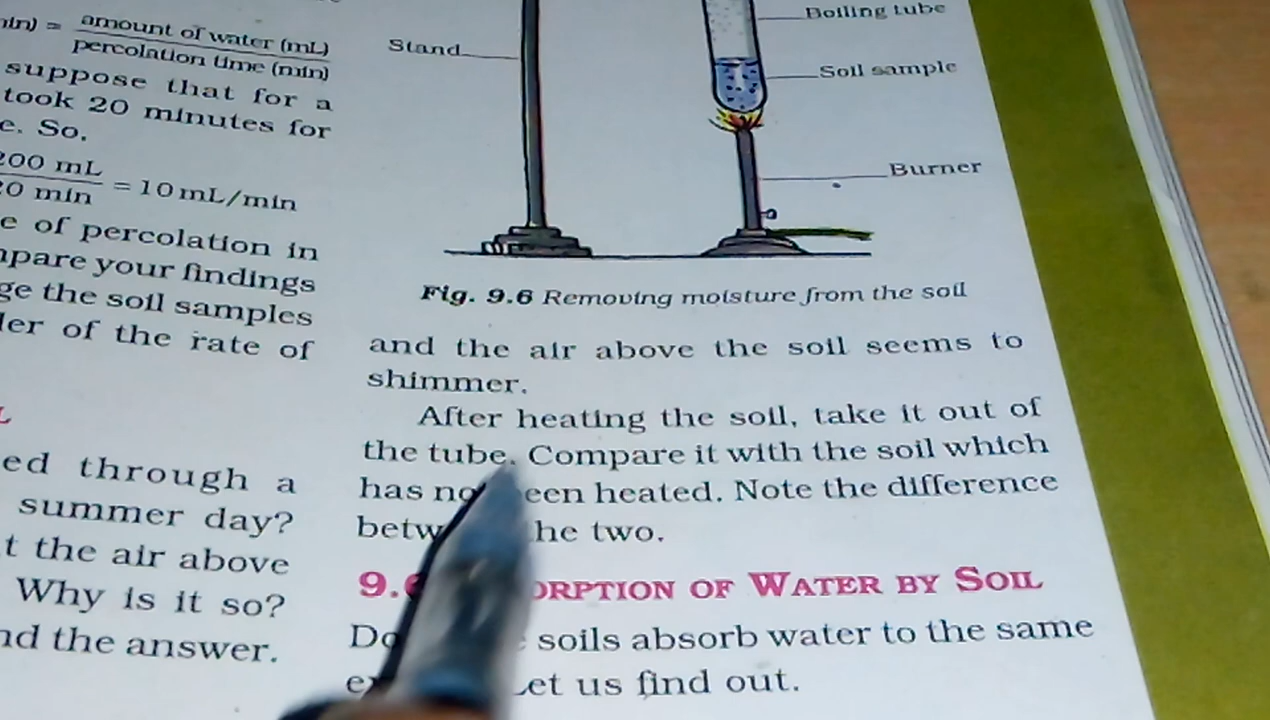 amount of water (mL)
percolation time (min)
suppose that for a
took 20 minutes for
e. So,
200 mL
20 min
= 10 mL/min
e of percolation in
mpare your findings
ge the soil samples
der of the rate of
ed through a
summer day?
t the air above
Why is it so?
nd the answer.
Stand
Boiling tube
Soil sample
Burner
Fig. 9.6 Removing moisture from the soil
and the air above the soil seems to
shimmer.
After heating the soil, take it out of
the tube. Compare it with the soil which
has een heated. Note the difference
betw he two.
9. ORPTION OF WATER BY SOIL
Do soils absorb water to the same
et us find out.